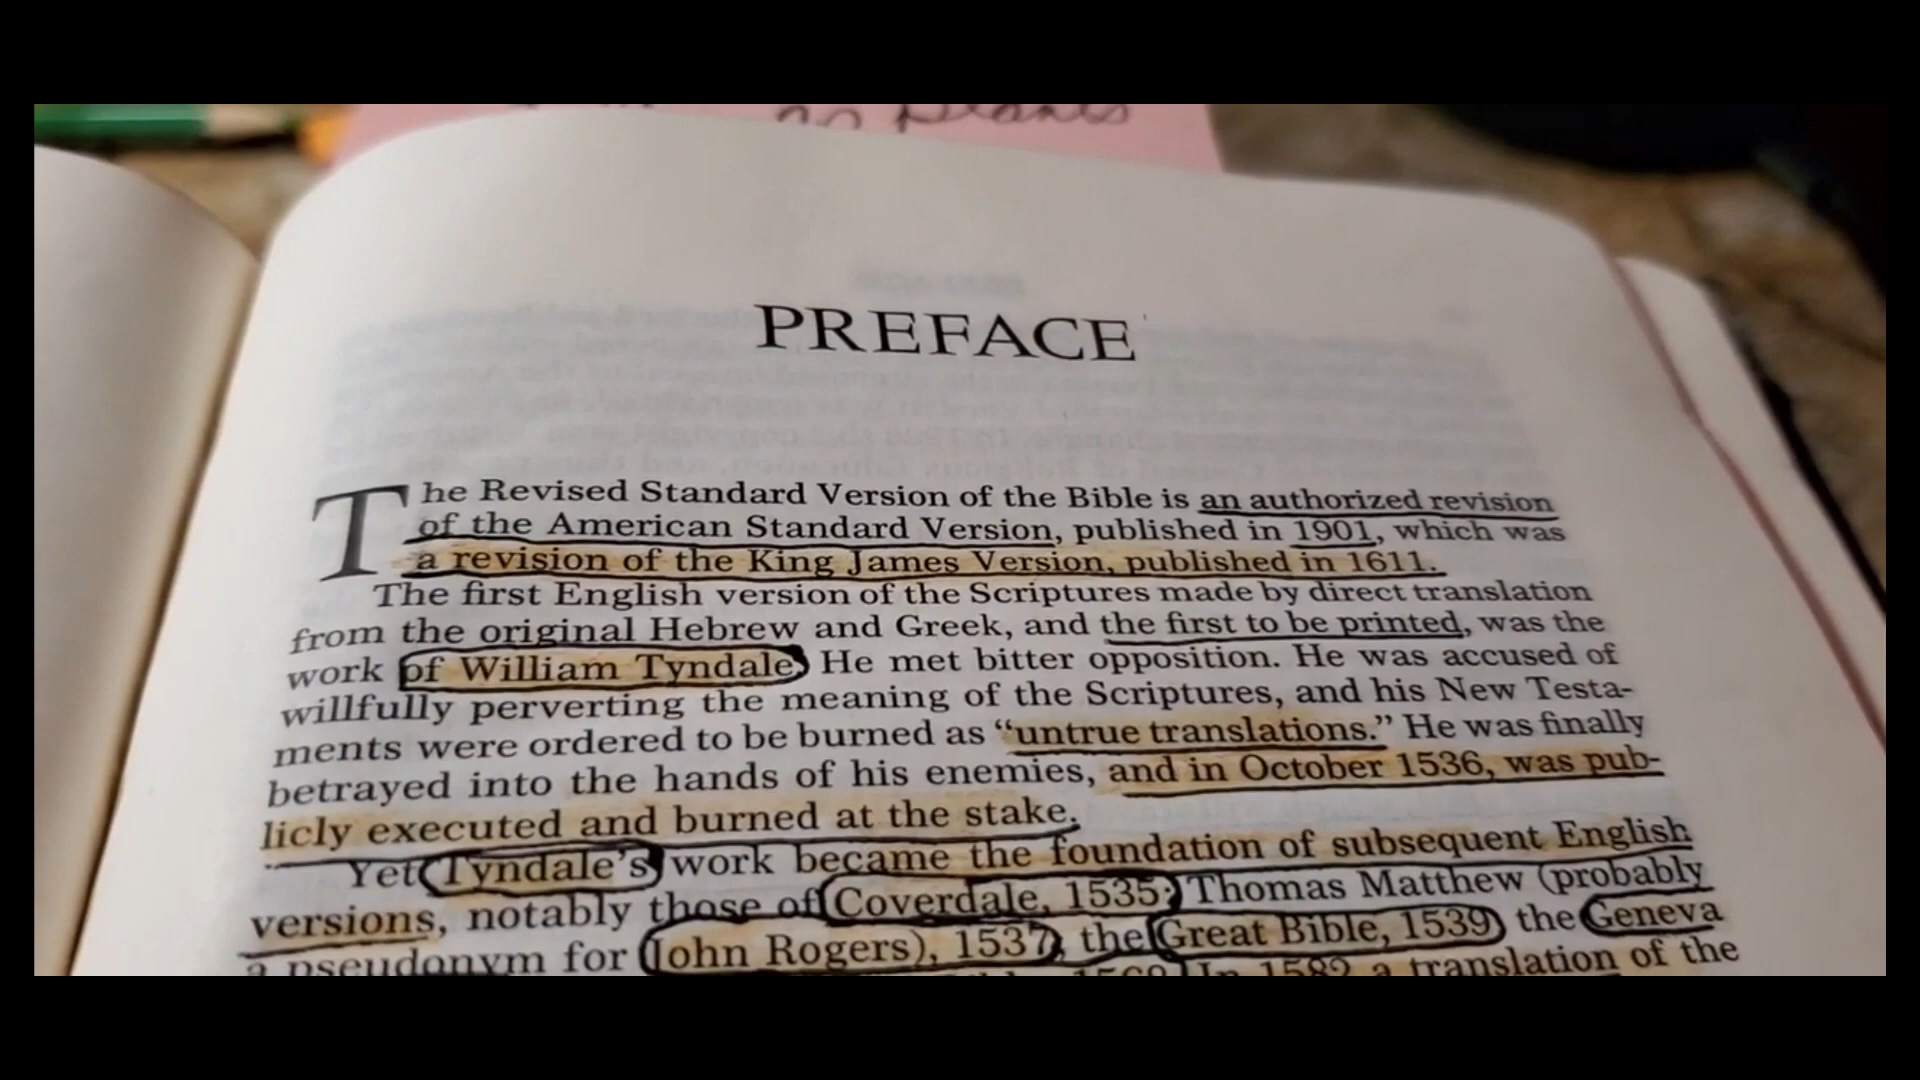 as plants
PREFACE
The Revised Standard Version of the Bible is an authorized revision
of the American Standard Version, published in 1901, which was
a revision of the King James Version, published in 1611.
The first English version of the Scriptures made by direct translation
from the original Hebrew and Greek, and the first to be printed, was the
work of William Tyndale. He met bitter opposition. He was accused of
willfully perverting the meaning of the Scriptures, and his New Testa-
ments were ordered to be burned as “untrue translations.” He was finally
betrayed into the hands of his enemies, and in October 1536, was pub-
licly executed and burned at the stake.
Yet Tyndale’s work became the foundation of subsequent English
versions, notably those of Coverdale, 1535; Thomas Matthew (probably
a pseudonym for John Rogers), 1537; the Great Bible, 1539; the Geneva
In 1582 a translation of the